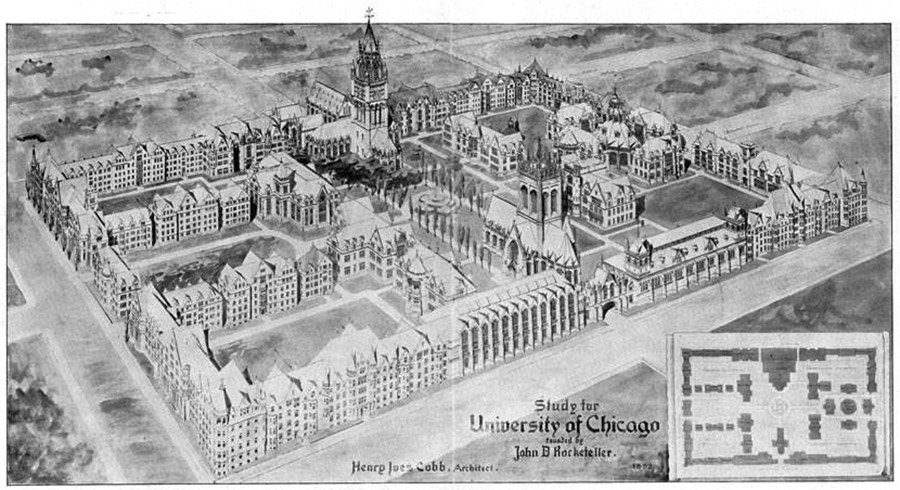 Study for
University of Chicago
founded by
John D Rockefeller.
Henry Ives Cobb, Architect.